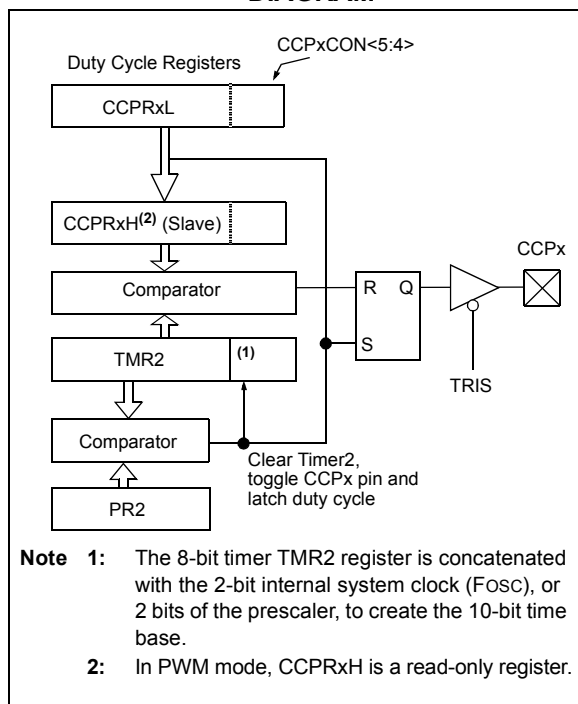 CCPxCON<5:4>
Duty Cycle Registers
CCPRxL
CCPRxH(2) (Slave)
CCPx
Comparator
R Q
S
TMR2 (1)
TRIS
Comparator
Clear Timer2,
toggle CCPx pin and
latch duty cycle
PR2
Note 1: The 8-bit timer TMR2 register is concatenated
with the 2-bit internal system clock (FOSC), or
2 bits of the prescaler, to create the 10-bit time
base.
2: In PWM mode, CCPRxH is a read-only register.